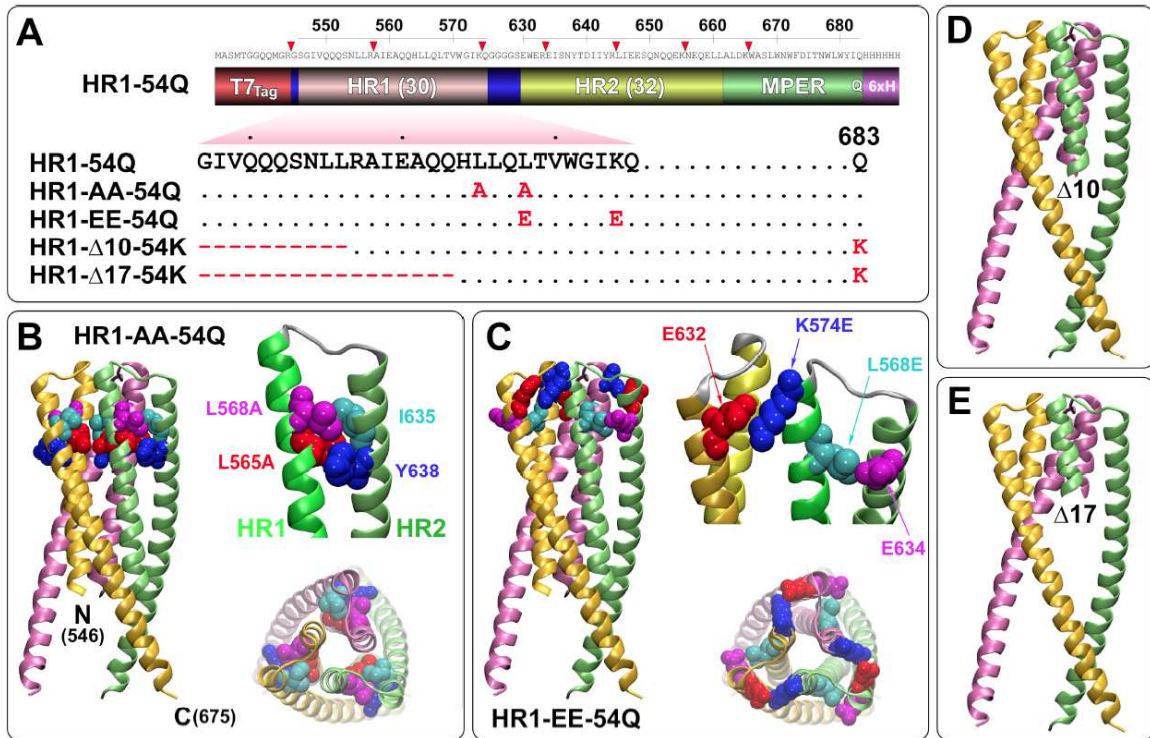 A
550 560 570 630 640 650 660 683
MASMTGGQQMGRGSGIVQQQSNLLRAIEAQQHLLQLTVWGIKQGGGGSEWEREISNYTDIIYRLIEESQNQQEKNEQELLALDKWASLWNWFDITNWLWYIQHHHHHH
HR1-54Q T7Tag HR1 (30) HR2 (32) MPER Q 6xH
683
HR1-54Q GIVQQQSNLLRAIEAQQHLLQLTVWGIKQ..............Q
HR1-AA-54Q ..................A..A......................
HR1-EE-54Q .....................E.....E................
HR1-Δ10-54K ----------.................................K
HR1-Δ17-54K -----------------..........................K
B
HR1-AA-54Q
L568A
I635
L565A
Y638
HR1
HR2
N
(546)
C(675)
C
E632
K574E
L568E
E634
HR1-EE-54Q
D
Δ10
E
Δ17